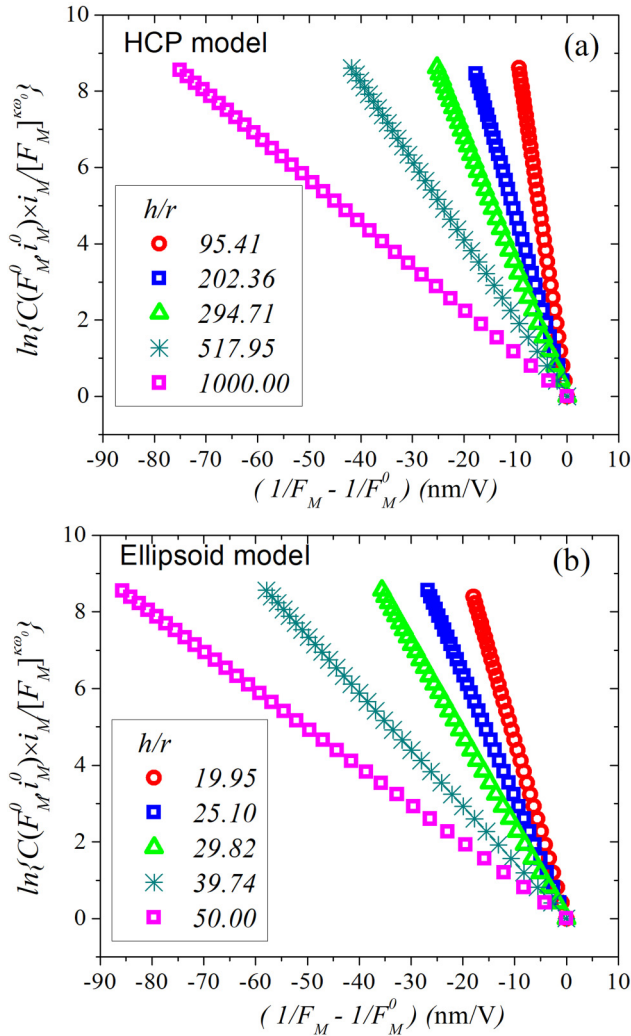 HCP model
(a)
ln{C(F_M^0, i_M^0)×i_M/[F_M]^{κω_0}}
10
8
6
4
2
0
h/r
95.41
202.36
294.71
517.95
1000.00
-90 -80 -70 -60 -50 -40 -30 -20 -10 0 10
(1/F_M - 1/F_M^0) (nm/V)
Ellipsoid model
(b)
ln{C(F_M^0, i_M^0)×i_M/[F_M]^{κω_0}}
10
8
6
4
2
0
h/r
19.95
25.10
29.82
39.74
50.00
-90 -80 -70 -60 -50 -40 -30 -20 -10 0 10
(1/F_M - 1/F_M^0) (nm/V)